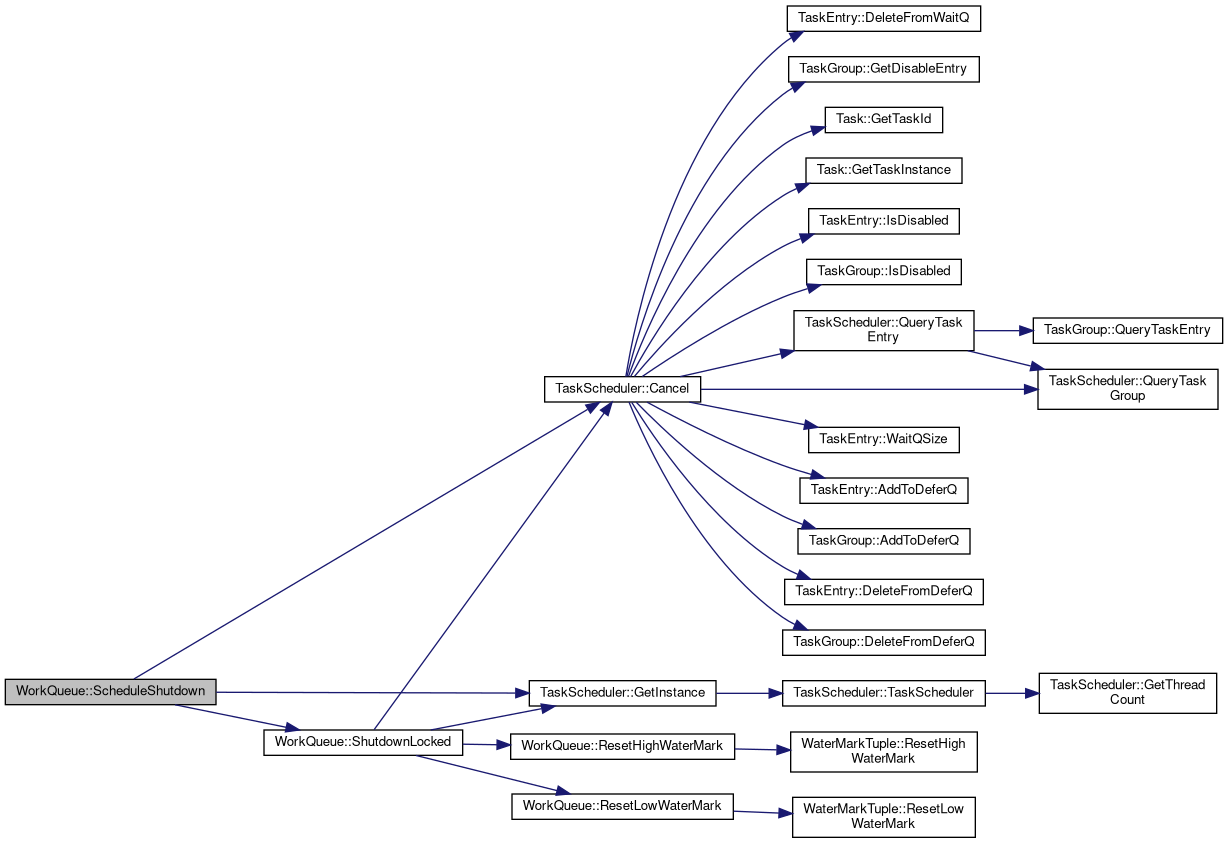 TaskEntry::DeleteFromWaitQ
TaskGroup::GetDisableEntry
Task::GetTaskId
Task::GetTaskInstance
TaskEntry::IsDisabled
TaskGroup::IsDisabled
TaskScheduler::QueryTask
Entry
TaskGroup::QueryTaskEntry
TaskScheduler::Cancel
TaskScheduler::QueryTask
Group
TaskEntry::WaitQSize
TaskEntry::AddToDeferQ
TaskGroup::AddToDeferQ
TaskEntry::DeleteFromDeferQ
TaskGroup::DeleteFromDeferQ
WorkQueue::ScheduleShutdown
TaskScheduler::GetInstance
TaskScheduler::TaskScheduler
TaskScheduler::GetThread
Count
WorkQueue::ShutdownLocked
WorkQueue::ResetHighWaterMark
WaterMarkTuple::ResetHigh
WaterMark
WorkQueue::ResetLowWaterMark
WaterMarkTuple::ResetLow
WaterMark